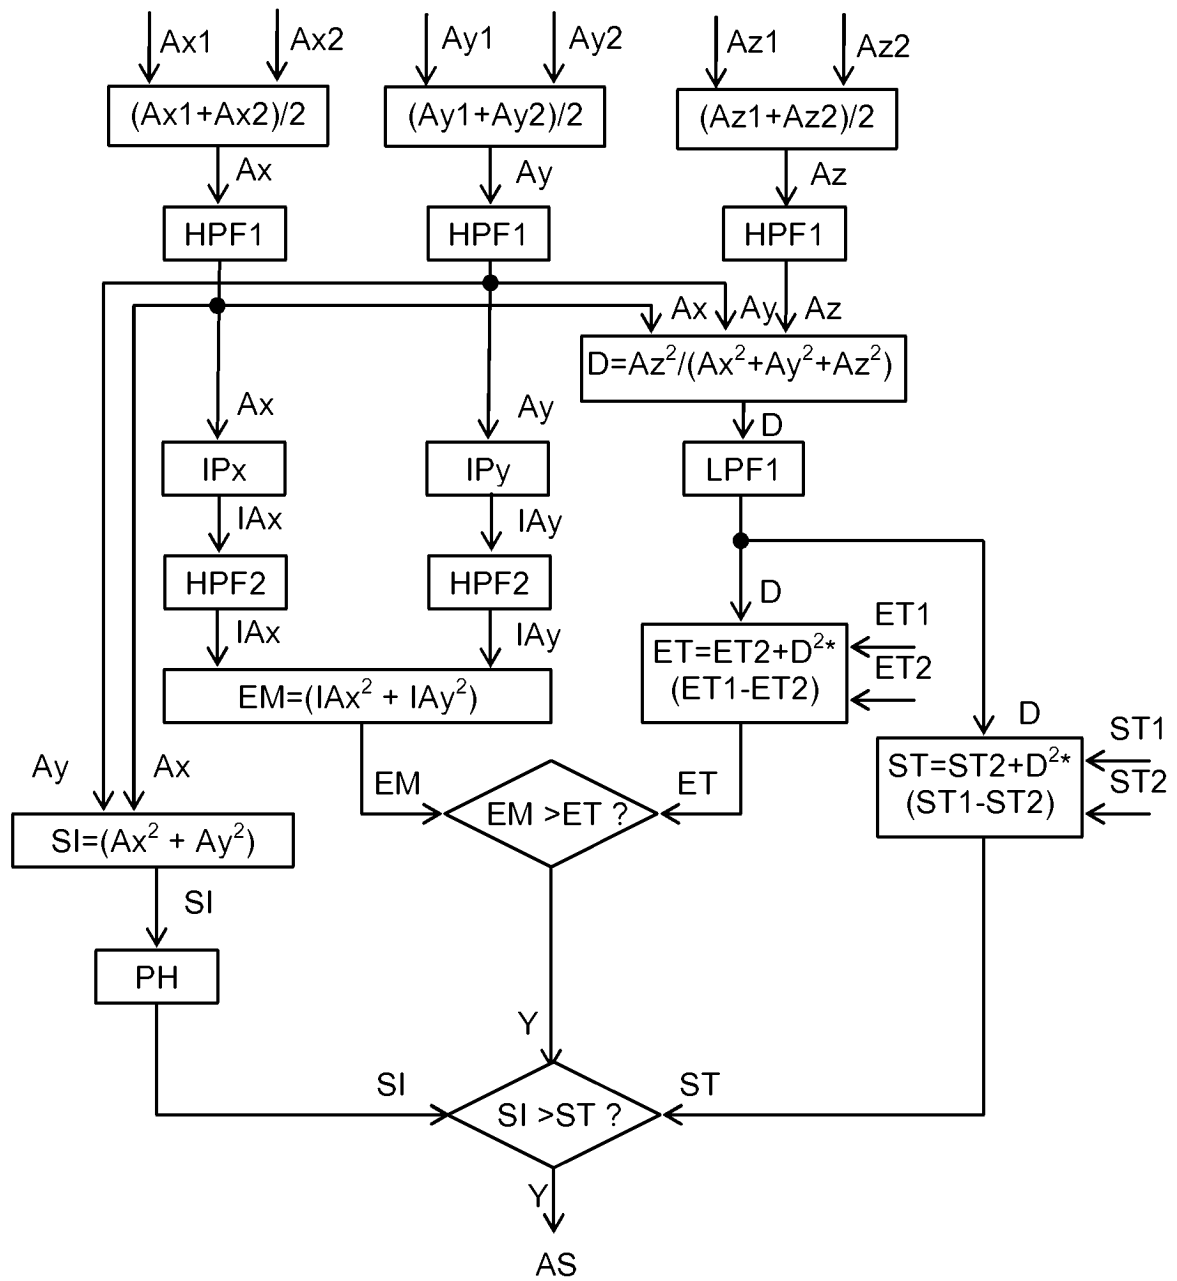 Ax1
Ax2
Ay1
Ay2
Az1
Az2
(Ax1+Ax2)/2
(Ay1+Ay2)/2
(Az1+Az2)/2
Ax
Ay
Az
HPF1
HPF1
HPF1
Ax
Ay
Az
D=Az²/(Ax²+Ay²+Az²)
Ax
Ay
D
IPx
IPy
LPF1
IAx
IAy
HPF2
HPF2
D
IAx
IAy
ET1
ET=ET2+D²*
(ET1-ET2)
ET2
EM=(IAx² + IAy²)
D
ST1
ST=ST2+D²*
(ST1-ST2)
ST2
Ay
Ax
EM
ET
EM >ET ?
SI=(Ax² + Ay²)
SI
PH
Y
SI
ST
SI >ST ?
Y
AS